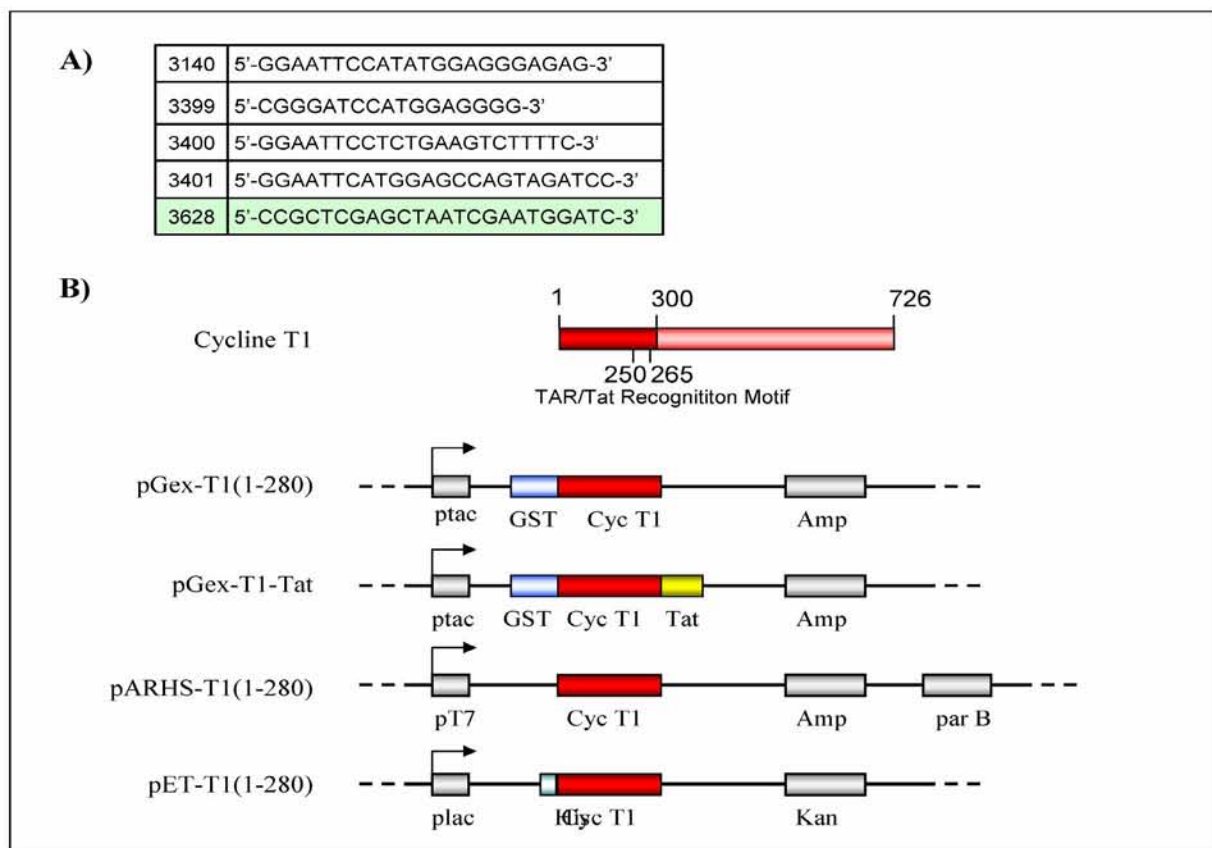 A)
3140 5'-GGAATTCCATATGGAGGGAGAG-3'
3399 5'-CGGGATCCATGGAGGGG-3'
3400 5'-GGAATTCCTCTGAAGTCTTTTC-3'
3401 5'-GGAATTCATGGAGCCAGTAGATCC-3'
3628 5'-CCGCTCGAGCTAATCGAATGGATC-3'
B)
1 300 726
Cycline T1
250 265
TAR/Tat Recognititon Motif
pGex-T1(1-280)
ptac GST Cyc T1 Amp
pGex-T1-Tat
ptac GST Cyc T1 Tat Amp
pARHS-T1(1-280)
pT7 Cyc T1 Amp par B
pET-T1(1-280)
plac His Cyc T1 Kan